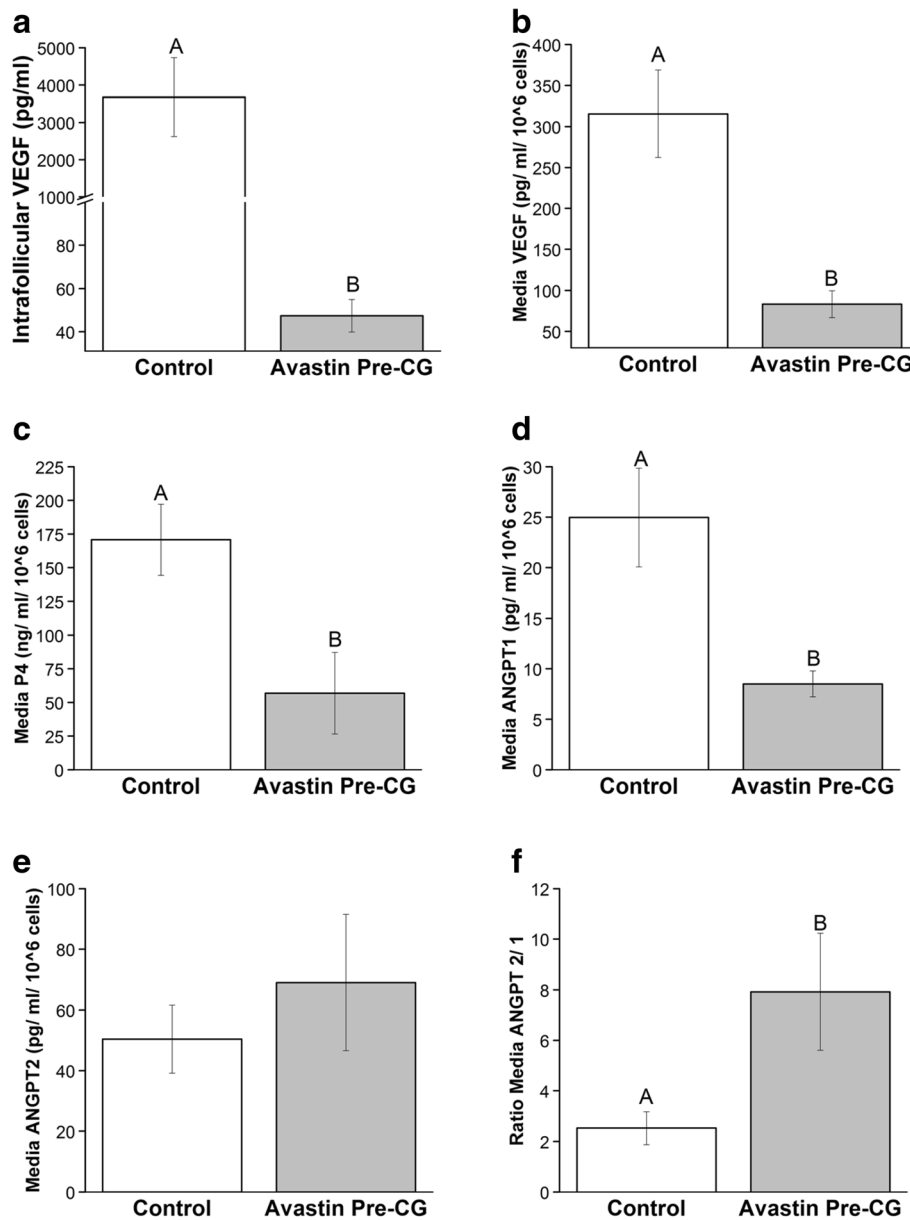 a
Intrafollicular VEGF (pg/ml)
5000
4000
3000
2000
1000
80
60
40
A
B
Control
Avastin Pre-CG
b
Media VEGF (pg/ ml/ 10^6 cells)
400
350
300
250
200
150
100
50
A
B
Control
Avastin Pre-CG
c
Media P4 (ng/ ml/ 10^6 cells)
225
200
175
150
125
100
75
50
25
0
A
B
Control
Avastin Pre-CG
d
Media ANGPT1 (pg/ ml/ 10^6 cells)
30
25
20
15
10
5
0
A
B
Control
Avastin Pre-CG
e
Media ANGPT2 (pg/ ml/ 10^6 cells)
100
80
60
40
20
0
Control
Avastin Pre-CG
f
Ratio Media ANGPT 2/ 1
12
10
8
6
4
2
0
A
B
Control
Avastin Pre-CG